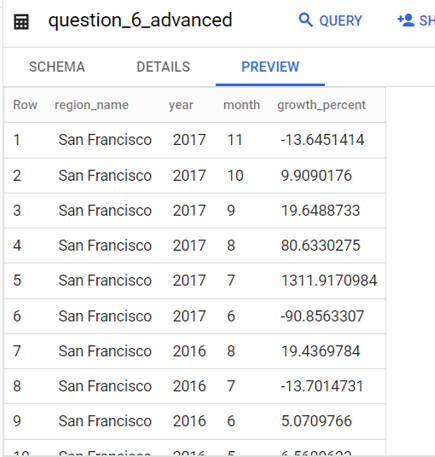 question_6_advanced QUERY SH
SCHEMA DETAILS PREVIEW
Row region_name year month growth_percent
1 San Francisco 2017 11 -13.6451414
2 San Francisco 2017 10 9.9090176
3 San Francisco 2017 9 19.6488733
4 San Francisco 2017 8 80.6330275
5 San Francisco 2017 7 1311.9170984
6 San Francisco 2017 6 -90.8563307
7 San Francisco 2016 8 19.4369784
8 San Francisco 2016 7 -13.7014731
9 San Francisco 2016 6 5.0709766
10 San Francisco 2016 5